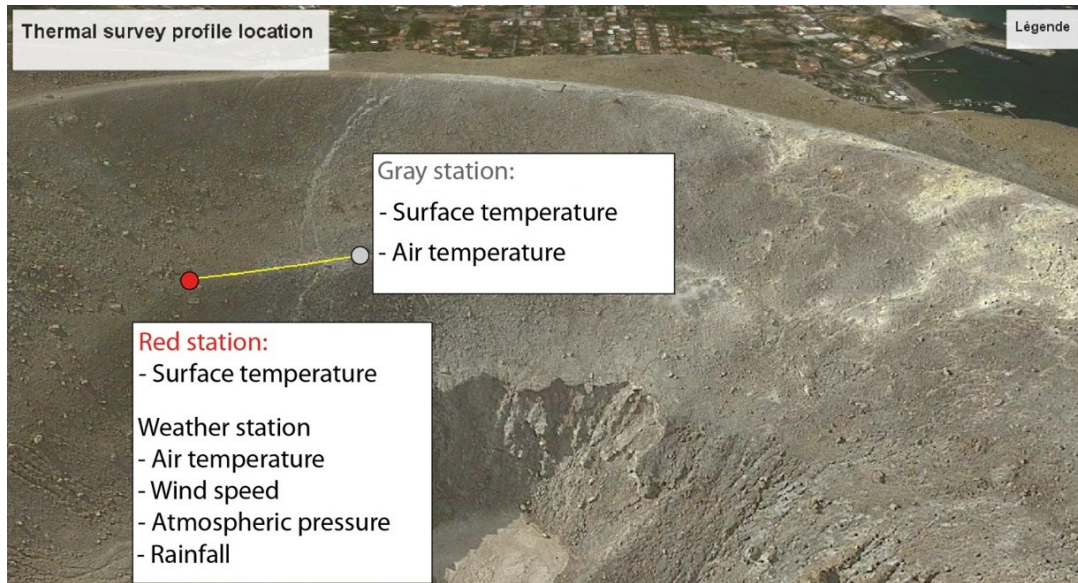 Thermal survey profile location
Légende
Gray station:
- Surface temperature
- Air temperature
Red station:
- Surface temperature
Weather station
- Air temperature
- Wind speed
- Atmospheric pressure
- Rainfall